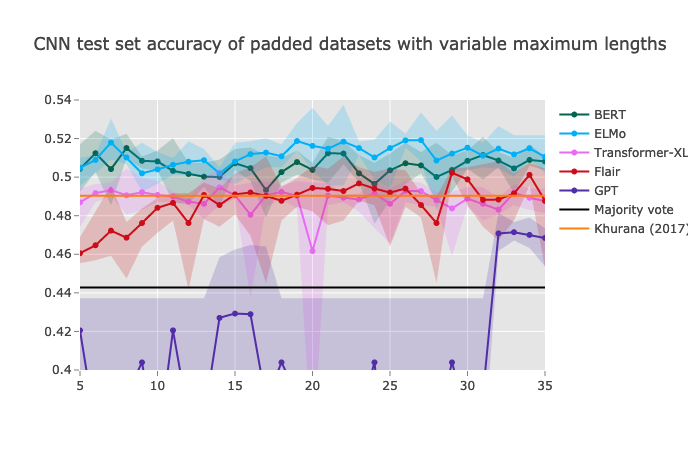 CNN test set accuracy of padded datasets with variable maximum lengths
0.54
0.52
0.5
0.48
0.46
0.44
0.42
0.4
5
10
15
20
25
30
35
BERT
ELMo
Transformer-XL
Flair
GPT
Majority vote
Khurana (2017)